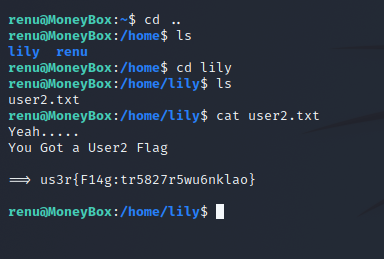 renu@MoneyBox:~$ cd ..
renu@MoneyBox:/home$ ls
lily renu
renu@MoneyBox:/home$ cd lily
renu@MoneyBox:/home/lily$ ls
user2.txt
renu@MoneyBox:/home/lily$ cat user2.txt
Yeah.....
You Got a User2 Flag
==> us3r{F14g:tr5827r5wu6nklao}
renu@MoneyBox:/home/lily$